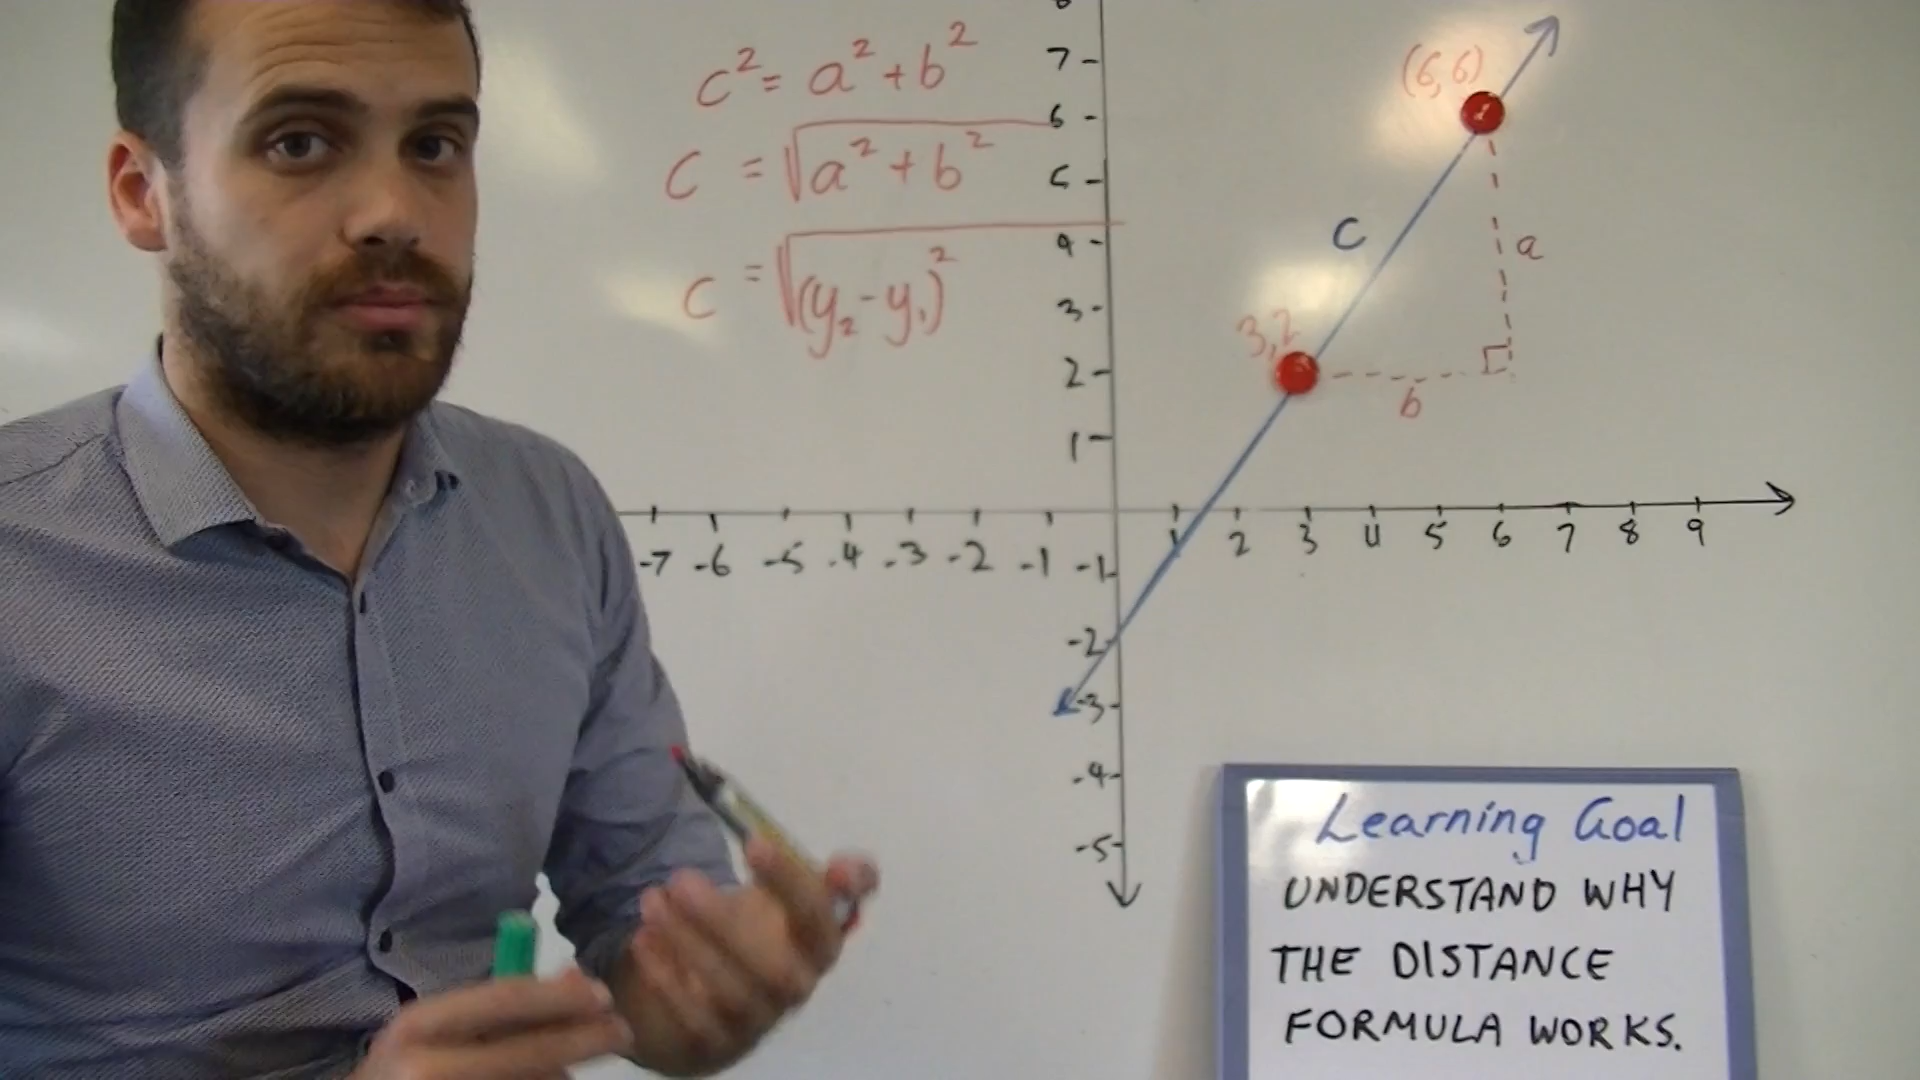 c² = a² + b²
c = √a² + b²
c = √(y₂ - y₁)²
(6,6)
c
a
3,2
b
7
6
5
4
3
2
1
-7 -6 -5 -4 -3 -2 -1
1 2 3 4 5 6 7 8 9
-1
-2
-3
-4
-5
Learning Goal
UNDERSTAND WHY
THE DISTANCE
FORMULA WORKS.